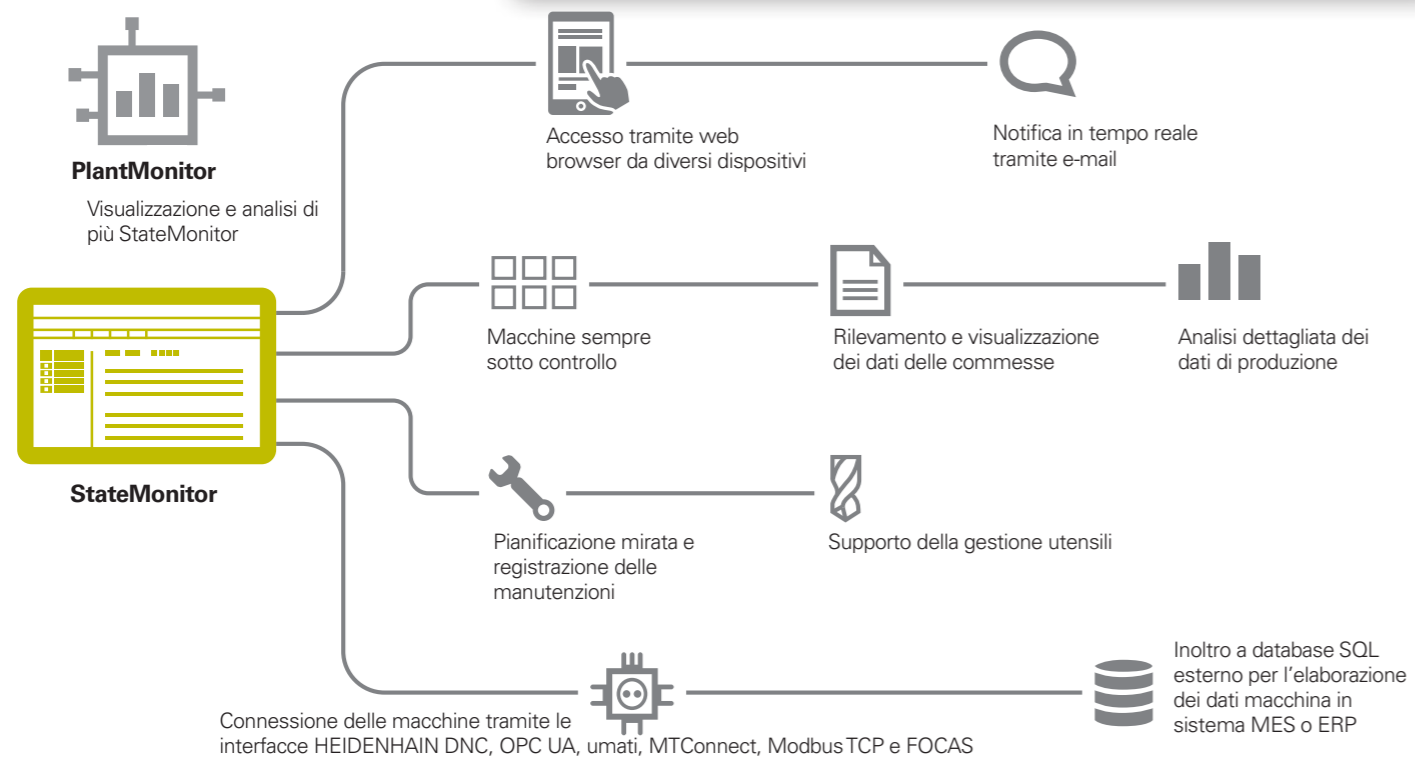 PlantMonitor
Visualizzazione e analisi di
più StateMonitor
Accesso tramite web
browser da diversi dispositivi
Notifica in tempo reale
tramite e-mail
Macchine sempre
sotto controllo
Rilevamento e visualizzazione
dei dati delle commesse
Analisi dettagliata dei
dati di produzione
StateMonitor
Pianificazione mirata e
registrazione delle
manutenzioni
Supporto della gestione utensili
Connessione delle macchine tramite le
interfacce HEIDENHAIN DNC, OPC UA, umati, MTConnect, Modbus TCP e FOCAS
Inoltro a database SQL
esterno per l’elaborazione
dei dati macchina in
sistema MES o ERP